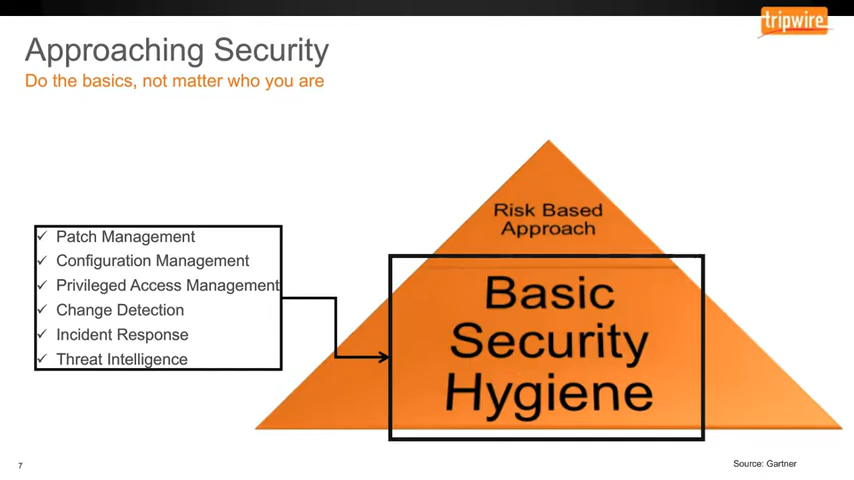 tripwire
Approaching Security
Do the basics, not matter who you are
✓ Patch Management
✓ Configuration Management
✓ Privileged Access Management
✓ Change Detection
✓ Incident Response
✓ Threat Intelligence
Risk Based
Approach
Basic
Security
Hygiene
7
Source: Gartner